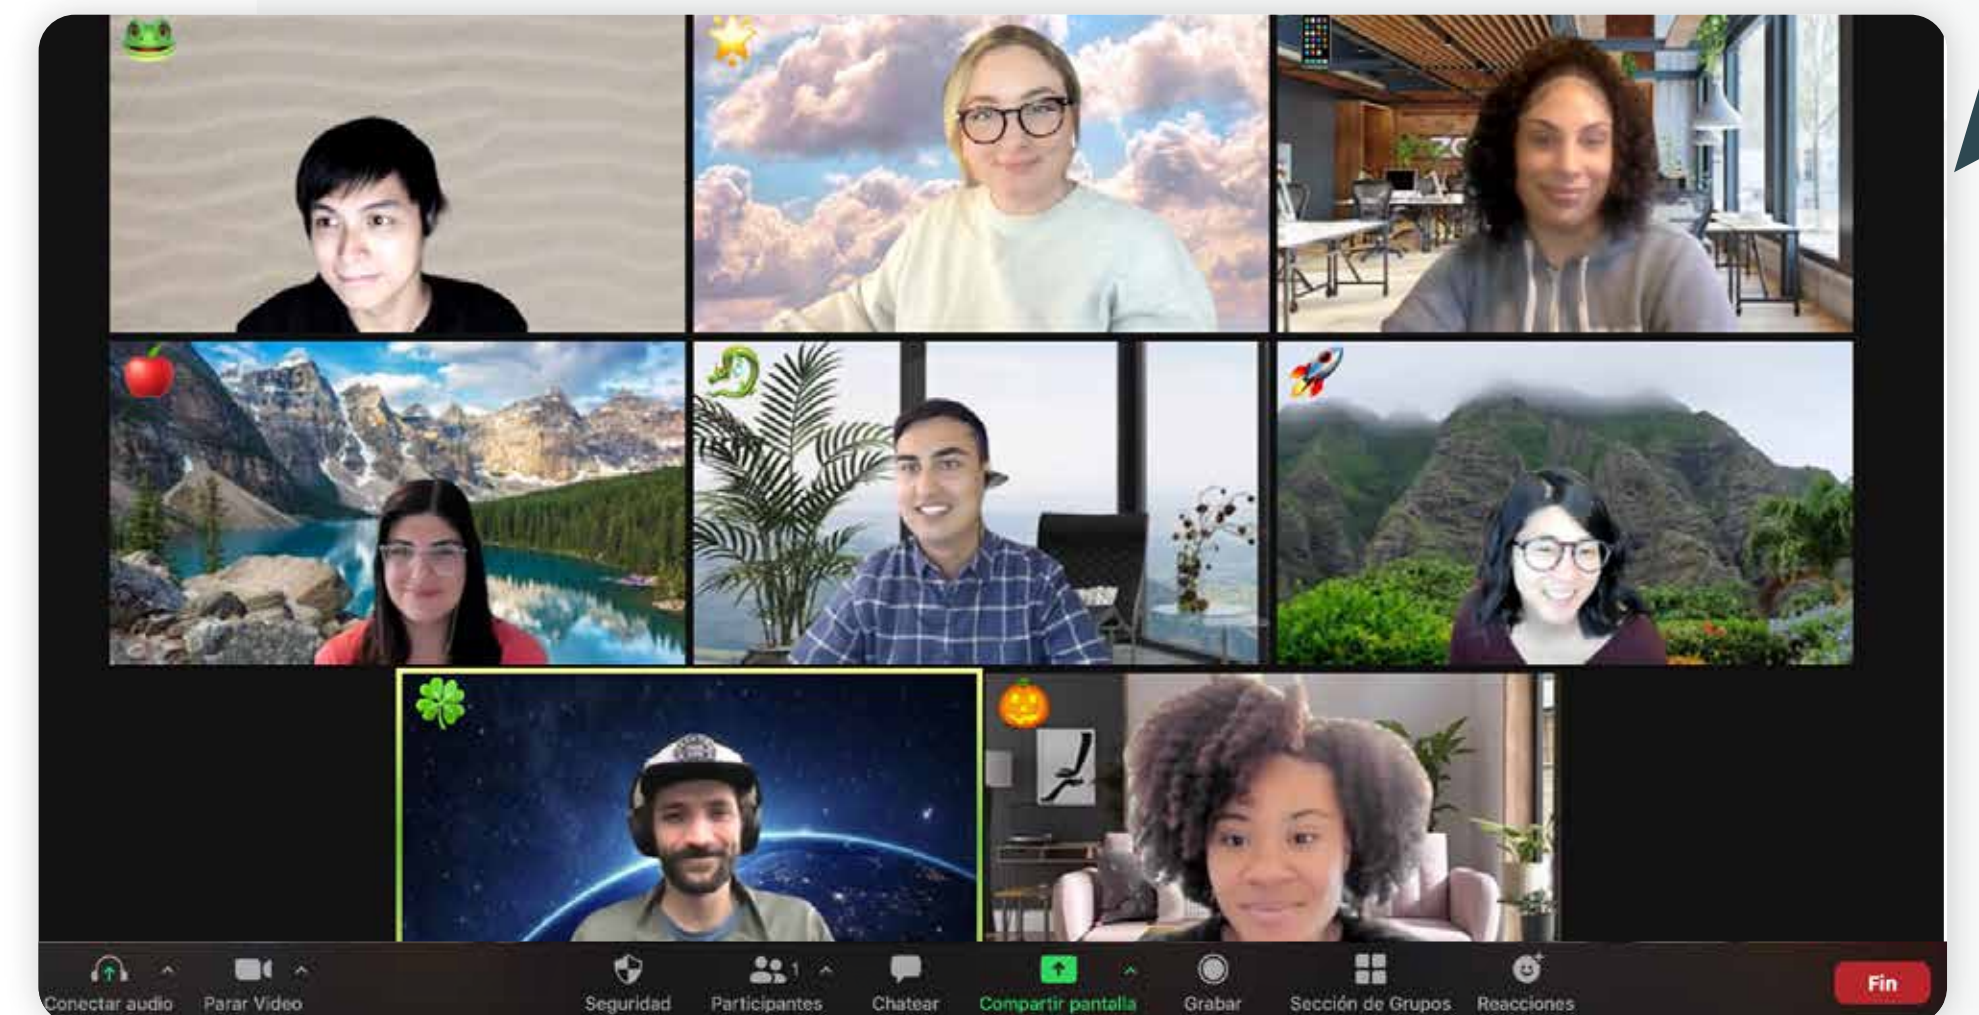 1
Conectar audio
Parar Video
Seguridad
Participantes
Chatear
Compartir pantalla
Grabar
Sección de Grupos
Reacciones
Fin